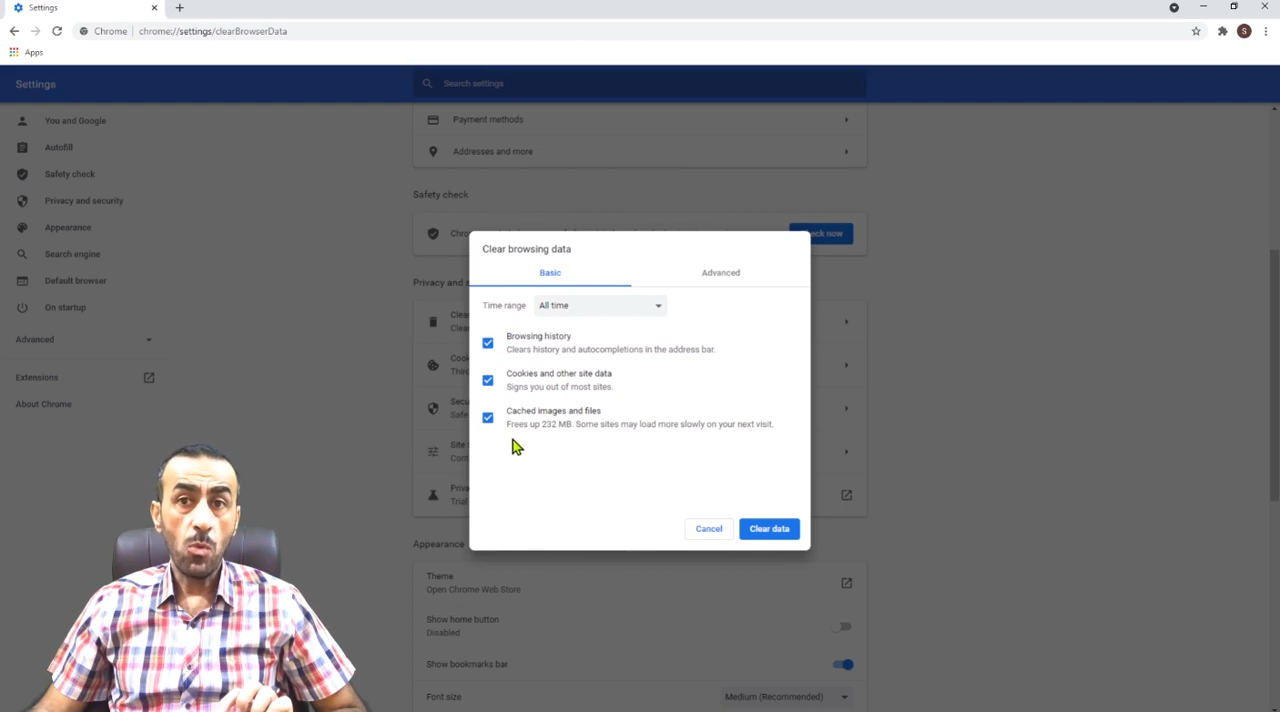 Settings
Chrome chrome://settings/clearBrowserData
S
Apps
Settings
Search settings
You and Google
Autofill
Safety check
Privacy and security
Appearance
Search engine
Default browser
On startup
Advanced
Extensions
About Chrome
Payment methods
Addresses and more
Safety check
now
Privacy and
Clear browsing data
Basic
Advanced
Time range
All time
Browsing history
Clears history and autocompletions in the address bar.
Cookies and other site data
Signs you out of most sites.
Cached images and files
Frees up 232 MB. Some sites may load more slowly on your next visit.
Cancel
Clear data
Trial
Appearance
Theme
Open Chrome Web Store
Show home button
Disabled
Show bookmarks bar
Font size
Medium (Recommended)